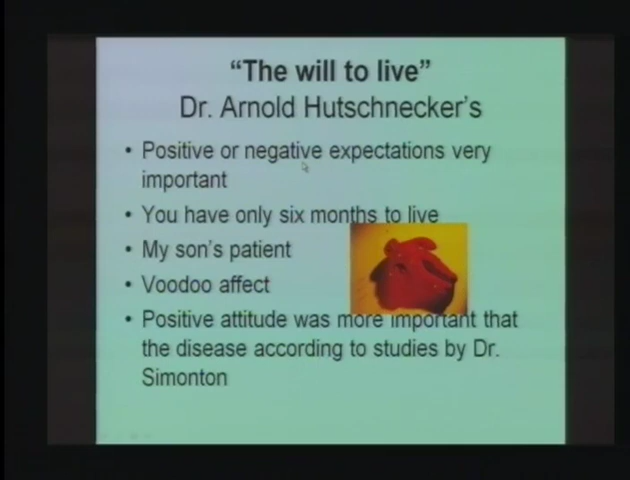 “The will to live”
Dr. Arnold Hutschnecker’s
• Positive or negative expectations very
important
• You have only six months to live
• My son’s patient
• Voodoo affect
• Positive attitude was more important that
the disease according to studies by Dr.
Simonton